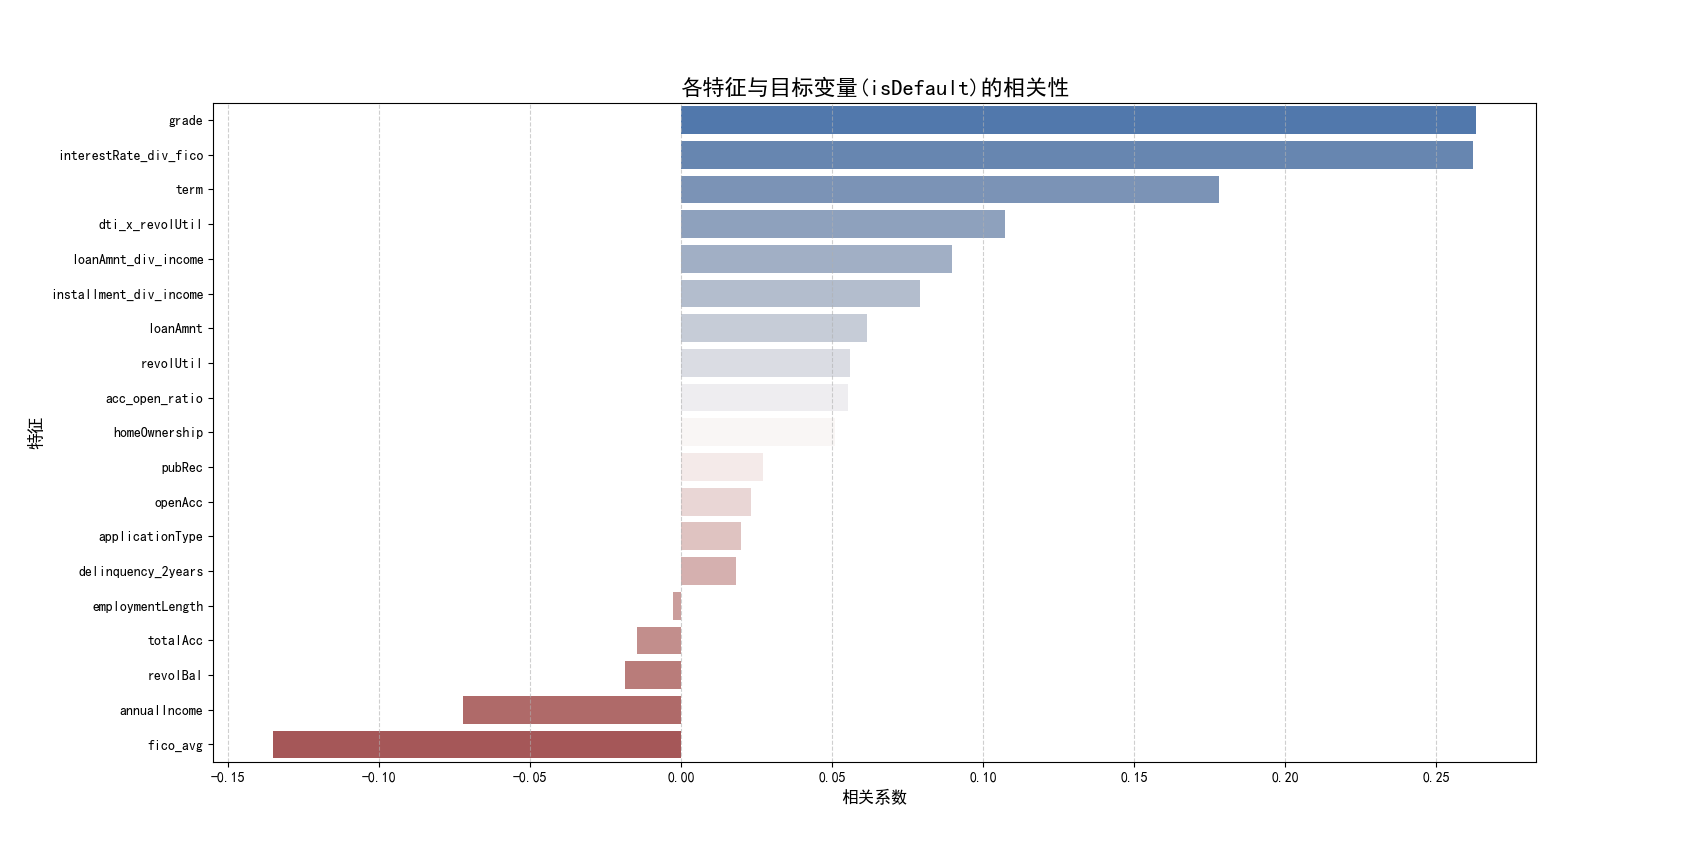 各特征与目标变量(isDefault)的相关性
grade
interestRate_div_fico
term
dti_x_revolUtil
loanAmnt_div_income
installment_div_income
loanAmnt
revolUtil
acc_open_ratio
homeOwnership
pubRec
openAcc
applicationType
delinquency_2years
employmentLength
totalAcc
revolBal
annualIncome
fico_avg
特征
-0.15 -0.10 -0.05 0.00 0.05 0.10 0.15 0.20 0.25
相关系数